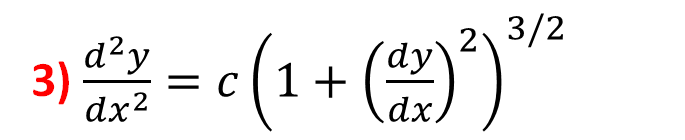 3) d²y/dx² = c(1 + (dy/dx)²)^3/2